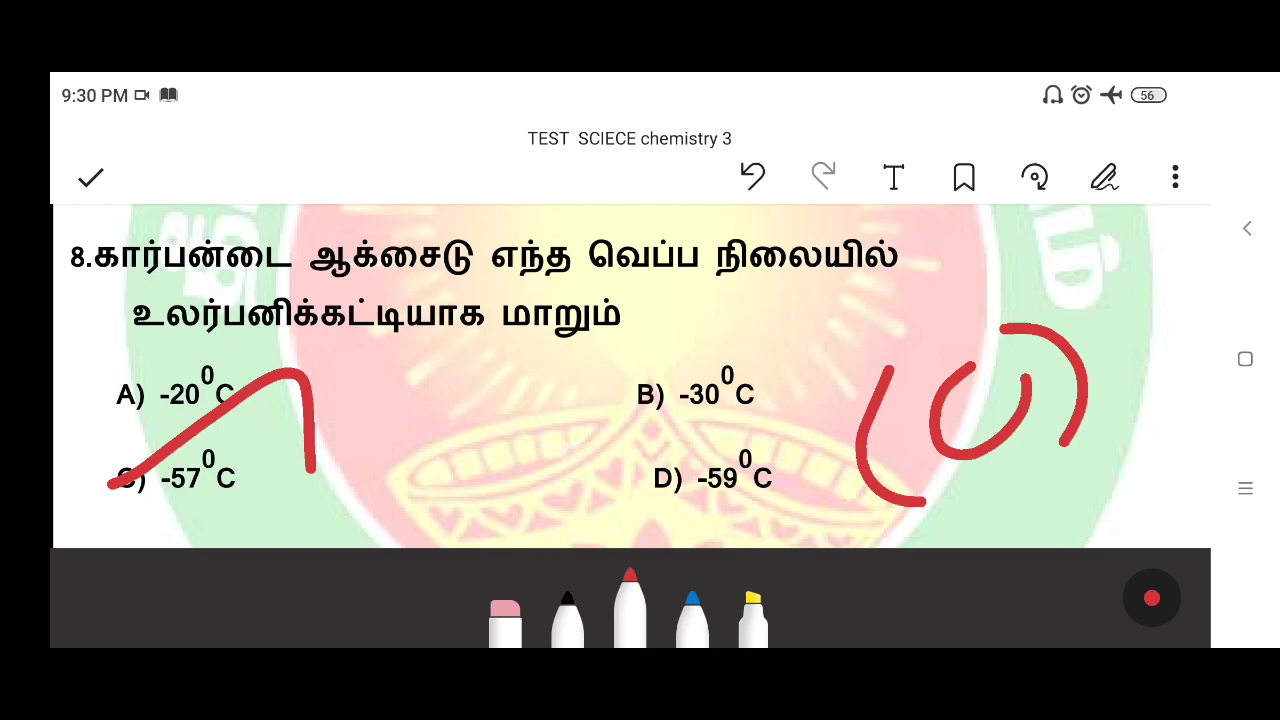 9:30 PM
56
TEST SCIECE chemistry 3
8.கார்பன்டை ஆக்சைடு எந்த வெப்ப நிலையில்
உலர்பனிக்கட்டியாக மாறும்
A) -20⁰C B) -30⁰C
C) -57⁰C D) -59⁰C